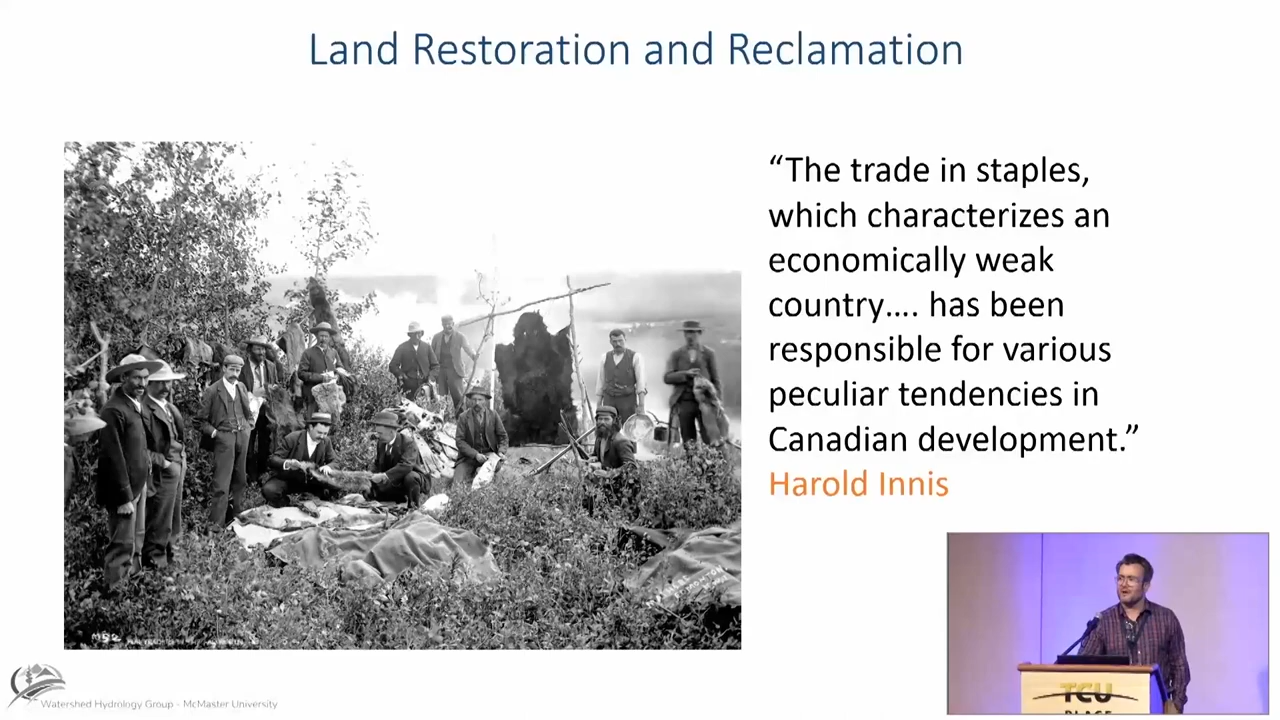 Land Restoration and Reclamation
“The trade in staples,
which characterizes an
economically weak
country…. has been
responsible for various
peculiar tendencies in
Canadian development.”
Harold Innis
Watershed Hydrology Group - McMaster University
TCU
PLACE